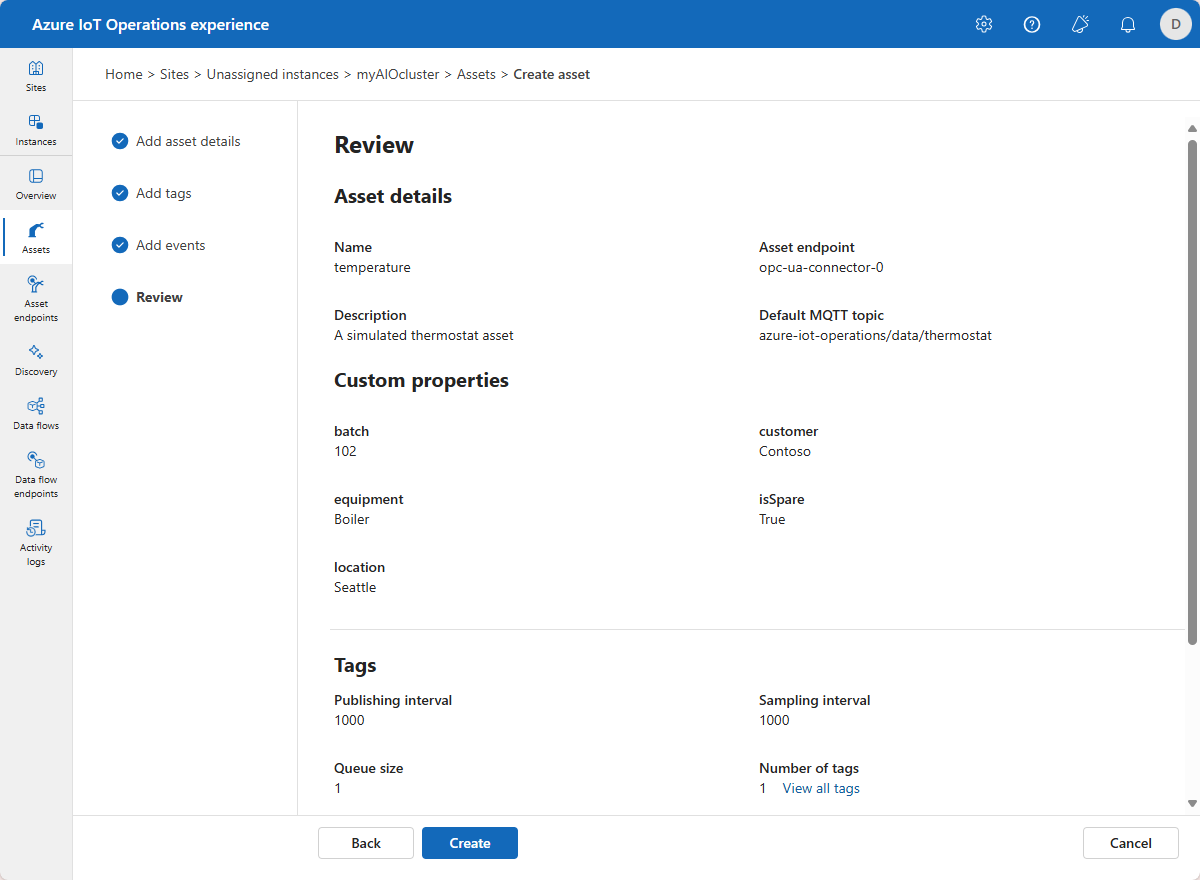 Azure IoT Operations experience
D
Home > Sites > Unassigned instances > myAIOcluster > Assets > Create asset
Sites
Instances
Overview
Assets
Asset
endpoints
Discovery
Data flows
Data flow
endpoints
Activity
logs
Add asset details
Add tags
Add events
Review
Review
Asset details
Name
temperature
Asset endpoint
opc-ua-connector-0
Description
A simulated thermostat asset
Default MQTT topic
azure-iot-operations/data/thermostat
Custom properties
batch
102
customer
Contoso
equipment
Boiler
isSpare
True
location
Seattle
Tags
Publishing interval
1000
Sampling interval
1000
Queue size
1
Number of tags
1 View all tags
Back
Create
Cancel